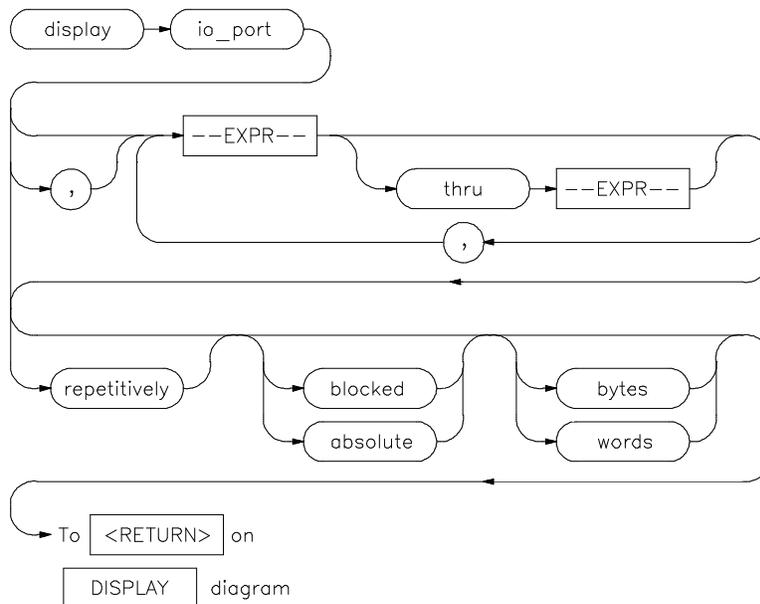 display io_port
--EXPR--
, thru --EXPR--
,
repetitively blocked bytes
absolute words
To <RETURN> on
DISPLAY diagram